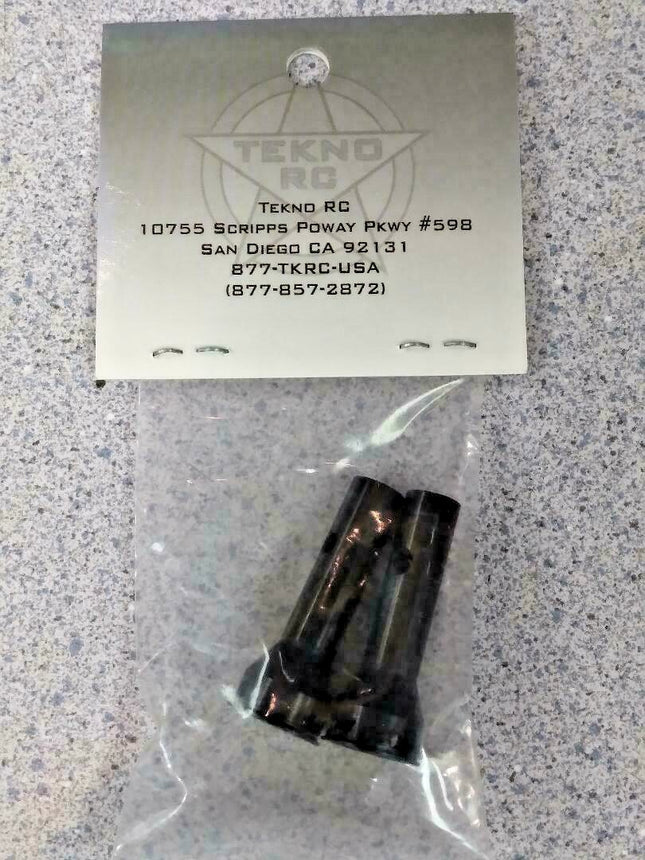 TEKNO
RC
TEKNO RC
10755 SCRIPPS POWAY PKWY #598
SAN DIEGO CA 92131
877-TKRC-USA
(877-857-2872)